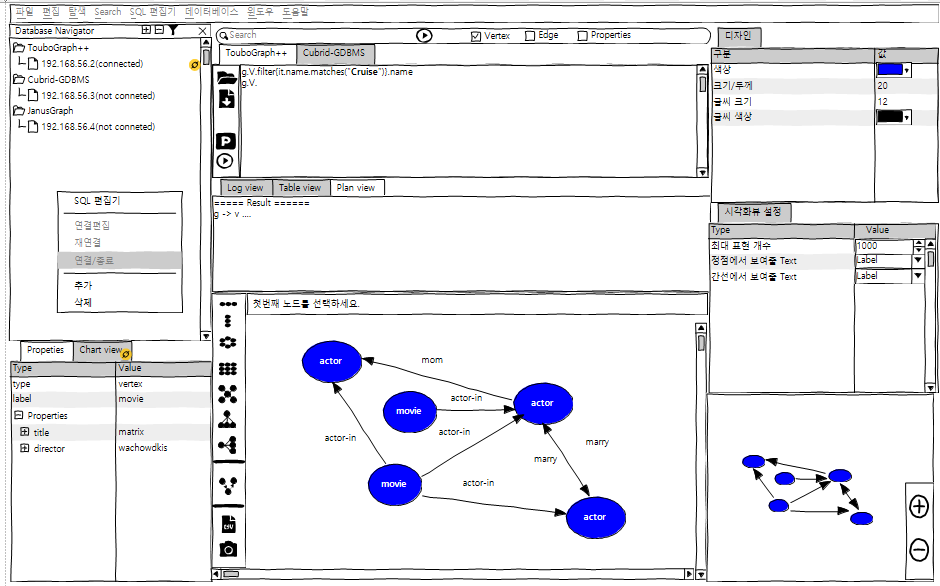 파일 편집 탐색 Search SQL 편집기 데이터베이스 윈도우 도움말
Database Navigator
TouboGraph++
192.168.56.2(connected)
Cubrid-GDBMS
192.168.56.3(not conneted)
JanusGraph
192.168.56.4(not conneted)
SQL 편집기
연결편집
재연결
연결/종료
추가
삭제
Propeties
Chart view
Type
Value
type
vertex
label
movie
Properties
title
matrix
director
wachowdkis
Search
Vertex
Edge
Properties
TouboGraph++
Cubrid-GDBMS
g.V.filter{it.name.matches("Cruise")}.name
g.V.
P
Log view
Table view
Plan view
===== Result ======
g -> v ....
첫번째 노드를 선택하세요.
actor
mom
movie
actor-in
actor
actor-in
actor-in
marry
marry
movie
actor-in
actor
CSV
디자인
구분
값
색상
크기/두께
20
글씨 크기
12
글씨 색상
시각화뷰 설정
Type
Value
최대 표현 개수
1000
정점에서 보여줄 Text
Label
간선에서 보여줄 Text
Label